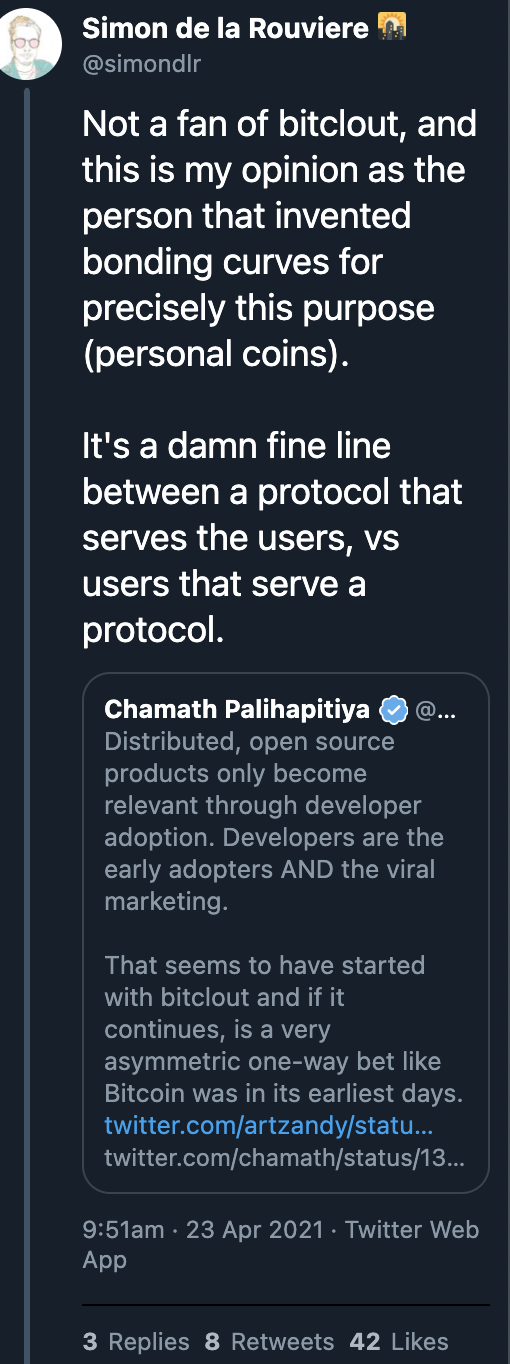 Simon de la Rouviere
@simondlr
Not a fan of bitclout, and
this is my opinion as the
person that invented
bonding curves for
precisely this purpose
(personal coins).
It's a damn fine line
between a protocol that
serves the users, vs
users that serve a
protocol.
Chamath Palihapitiya @...
Distributed, open source
products only become
relevant through developer
adoption. Developers are the
early adopters AND the viral
marketing.
That seems to have started
with bitclout and if it
continues, is a very
asymmetric one-way bet like
Bitcoin was in its earliest days.
twitter.com/artzandy/statu...
twitter.com/chamath/status/13...
9:51am · 23 Apr 2021 · Twitter Web
App
3 Replies 8 Retweets 42 Likes